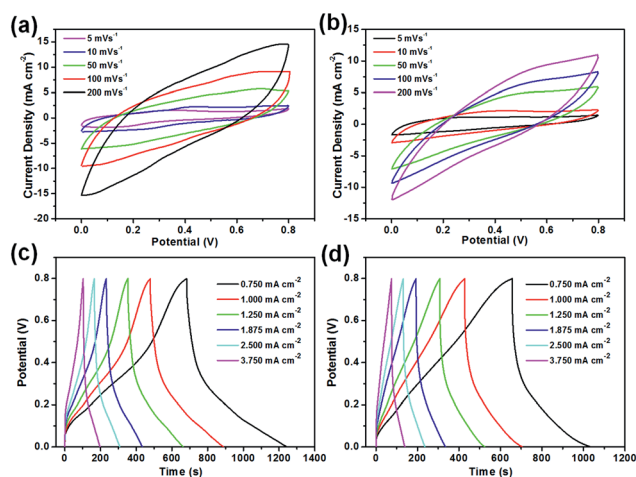 (a)
5 mVs-1
10 mVs-1
50 mVs-1
100 mVs-1
200 mVs-1
15
10
5
0
-5
-10
-15
-20
0.0 0.2 0.4 0.6 0.8
Current Density (mA cm-2)
Potential (V)
(b)
5 mVs-1
10 mVs-1
50 mVs-1
100 mVs-1
200 mVs-1
15
10
5
0
-5
-10
-15
0.0 0.2 0.4 0.6 0.8
Current Density (mA cm-2)
Potential (V)
(c)
0.750 mA cm-2
1.000 mA cm-2
1.250 mA cm-2
1.875 mA cm-2
2.500 mA cm-2
3.750 mA cm-2
0.8
0.6
0.4
0.2
0.0
0 200 400 600 800 1000 1200 1400
Potential (V)
Time (s)
(d)
0.750 mA cm-2
1.000 mA cm-2
1.250 mA cm-2
1.875 mA cm-2
2.500 mA cm-2
3.750 mA cm-2
0.8
0.6
0.4
0.2
0.0
0 200 400 600 800 1000 1200
Potential (V)
Time (s)